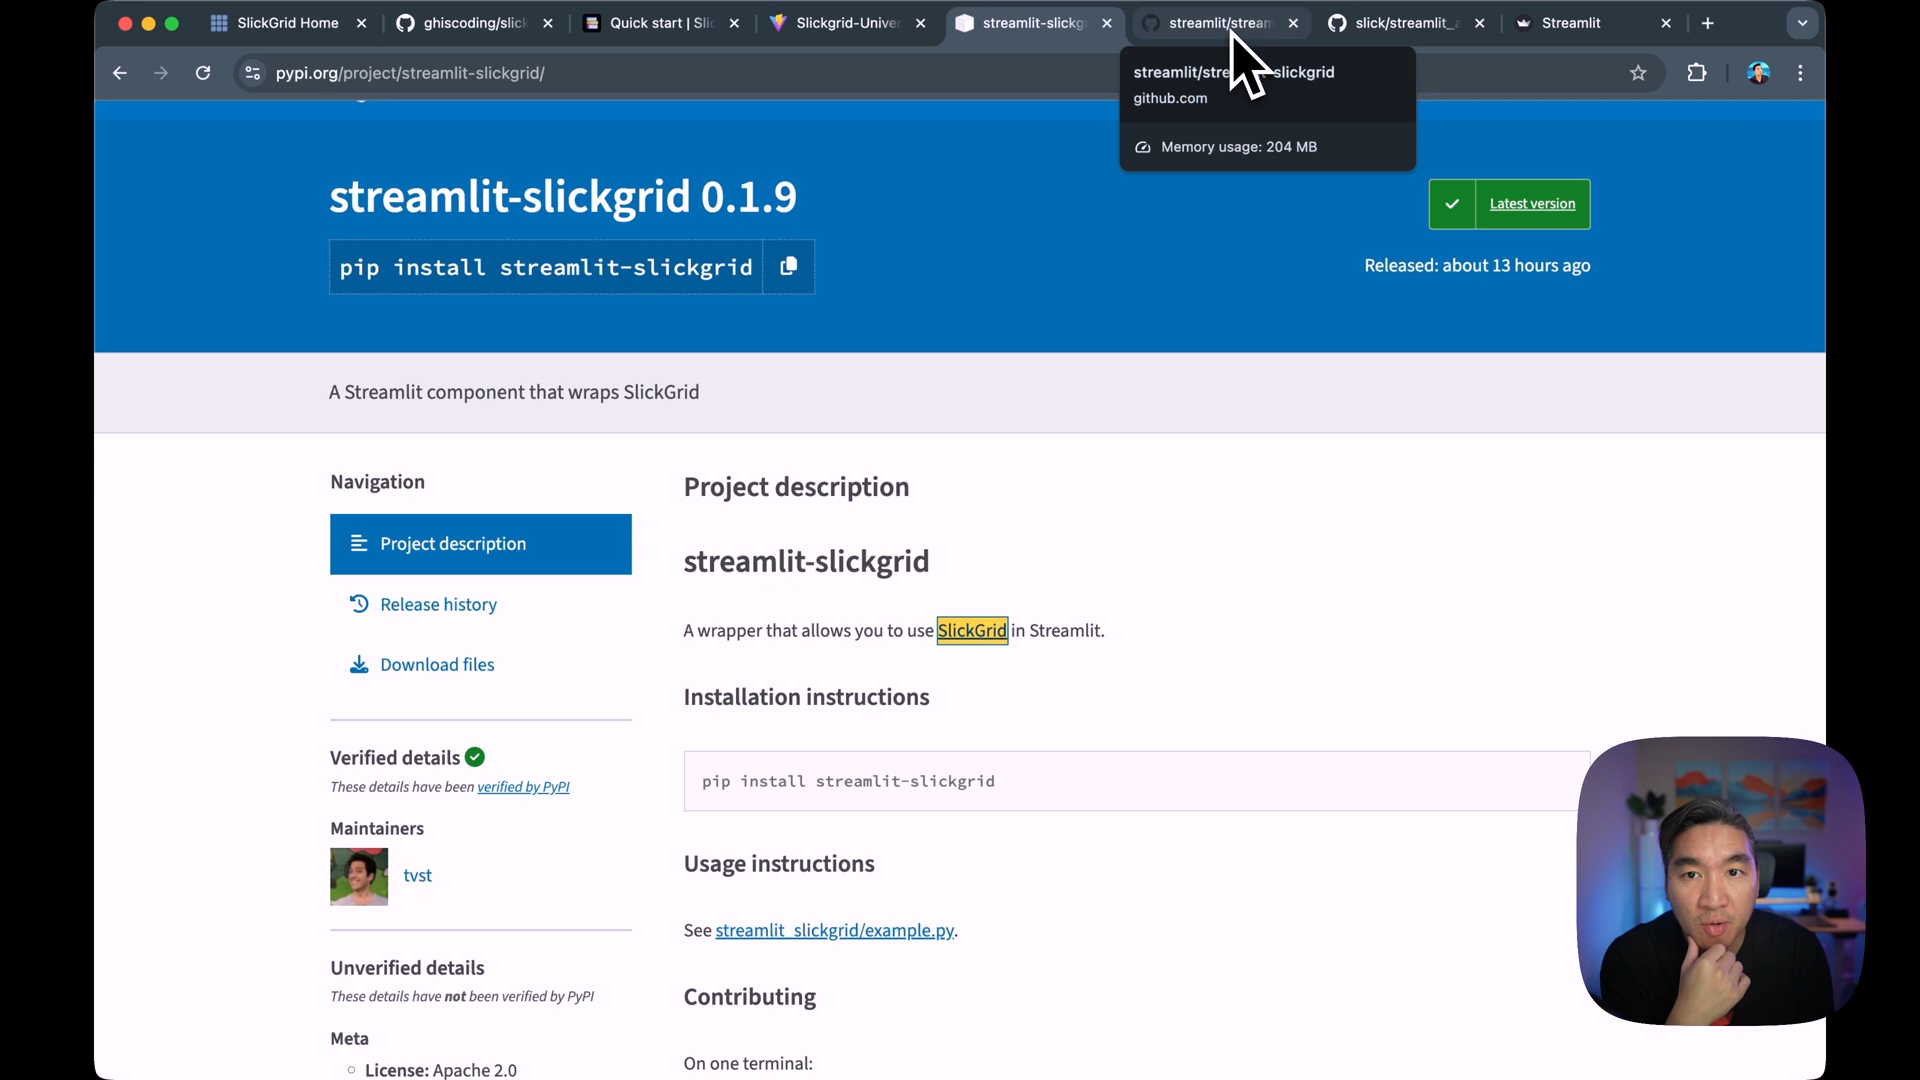 SlickGrid Home
ghiscoding/slick
Quick start | Slic
Slickgrid-Univer
streamlit-slickg
streamlit/stream
slick/streamlit_a
Streamlit
pypi.org/project/streamlit-slickgrid/
github.com
Memory usage: 204 MB
streamlit-slickgrid 0.1.9
Latest version
pip install streamlit-slickgrid
Released: about 13 hours ago
A Streamlit component that wraps SlickGrid
Navigation
Project description
Release history
Download files
Verified details
These details have been verified by PyPI
Maintainers
tvst
Unverified details
These details have not been verified by PyPI
Meta
License: Apache 2.0
Project description
streamlit-slickgrid
A wrapper that allows you to use SlickGrid in Streamlit.
Installation instructions
pip install streamlit-slickgrid
Usage instructions
See streamlit_slickgrid/example.py.
Contributing
On one terminal: